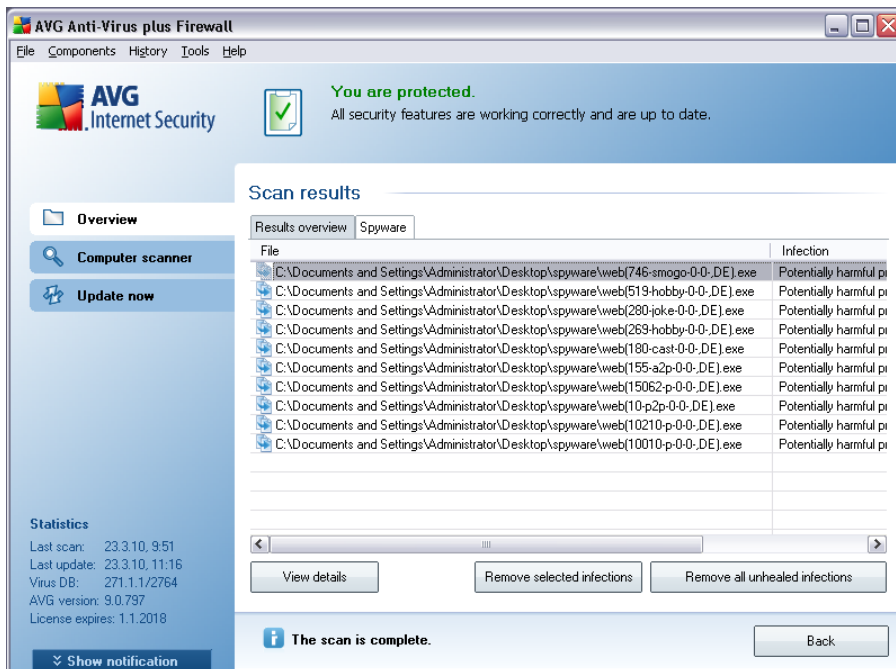 AVG Anti-Virus plus Firewall
File Components History Tools Help
AVG
Internet Security
You are protected.
All security features are working correctly and are up to date.
Overview
Computer scanner
Update now
Scan results
Results overview Spyware
File Infection
C:\Documents and Settings\Administrator\Desktop\spyware\web(746-smogo-0-0-,DE).exe Potentially harmful
C:\Documents and Settings\Administrator\Desktop\spyware\web(519-hobby-0-0-,DE).exe Potentially harmful
C:\Documents and Settings\Administrator\Desktop\spyware\web(280-joke-0-0-,DE).exe Potentially harmful
C:\Documents and Settings\Administrator\Desktop\spyware\web(269-hobby-0-0-,DE).exe Potentially harmful
C:\Documents and Settings\Administrator\Desktop\spyware\web(180-cast-0-0-,DE).exe Potentially harmful
C:\Documents and Settings\Administrator\Desktop\spyware\web(155-a2p-0-0-,DE).exe Potentially harmful
C:\Documents and Settings\Administrator\Desktop\spyware\web(15062-p-0-0-,DE).exe Potentially harmful
C:\Documents and Settings\Administrator\Desktop\spyware\web(10-p2p-0-0-,DE).exe Potentially harmful
C:\Documents and Settings\Administrator\Desktop\spyware\web(10210-p-0-0-,DE).exe Potentially harmful
C:\Documents and Settings\Administrator\Desktop\spyware\web(10010-p-0-0-,DE).exe Potentially harmful
View details Remove selected infections Remove all unhealed infections
Statistics
Last scan: 23.3.10, 9:51
Last update: 23.3.10, 11:16
Virus DB: 271.1.1/2764
AVG version: 9.0.797
License expires: 1.1.2018
Show notification
The scan is complete.
Back